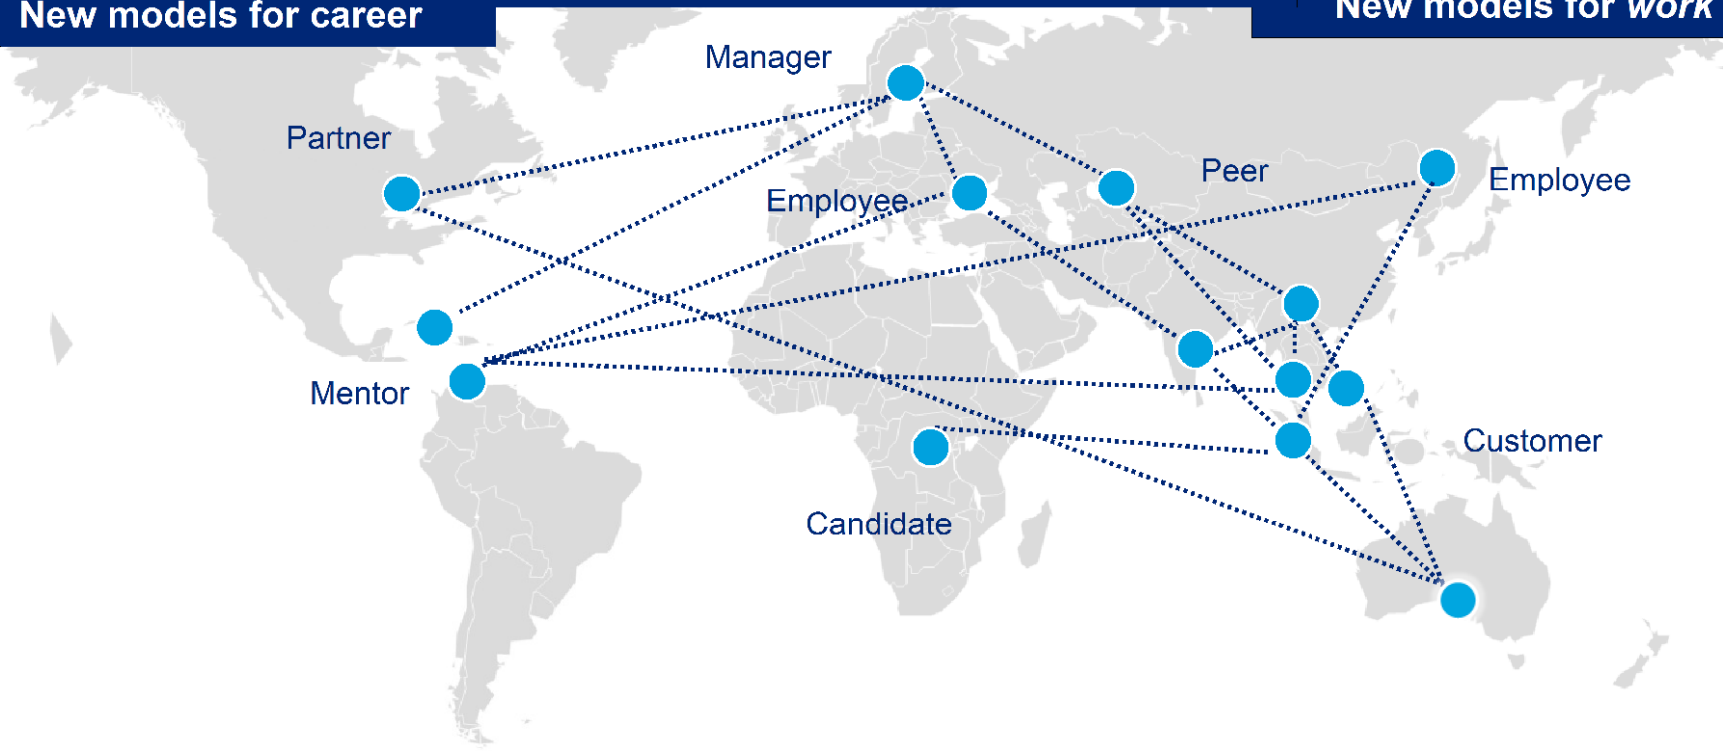 New models for career
New models for work
Manager
Partner
Peer
Employee
Employee
Mentor
Customer
Candidate